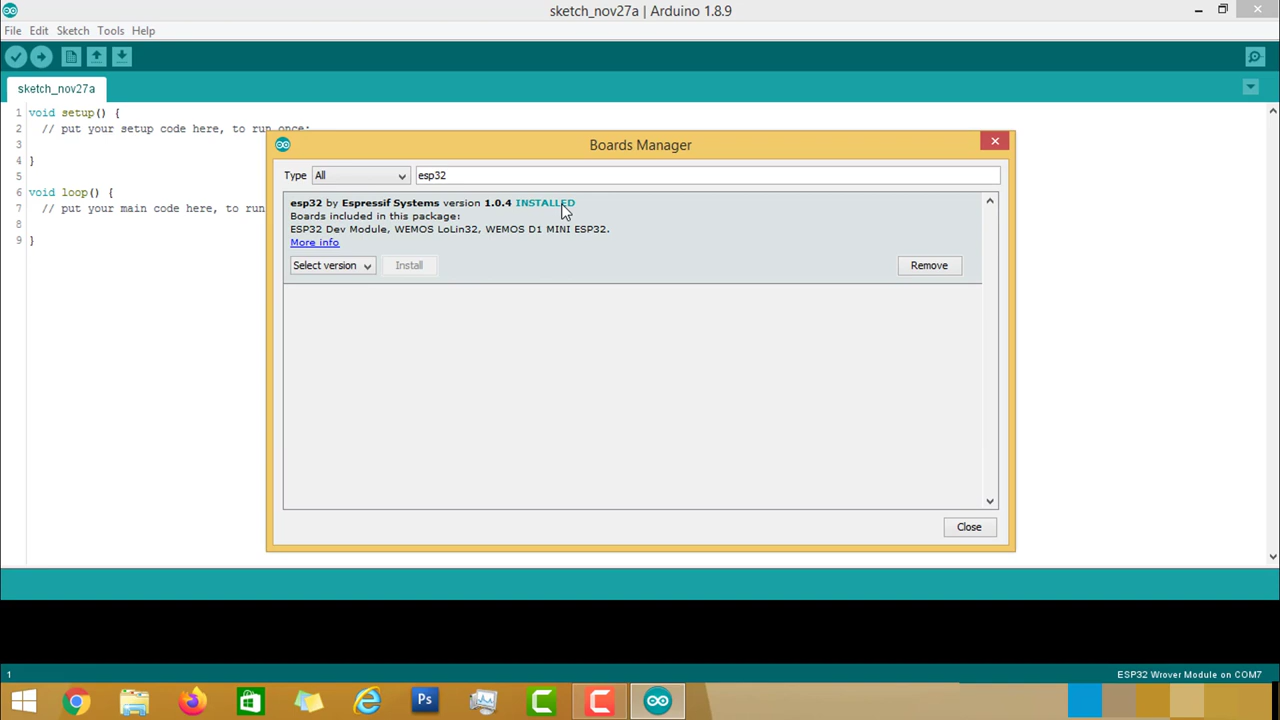 sketch_nov27a | Arduino 1.8.9
File Edit Sketch Tools Help
sketch_nov27a
1 void setup() {
2 // put your setup code here, to run once:
3
4 }
5
6 void loop() {
7 // put your main code here, to run
8
9 }
Boards Manager
Type All esp32
esp32 by Espressif Systems version 1.0.4 INSTALLED
Boards included in this package:
ESP32 Dev Module, WEMOS LoLin32, WEMOS D1 MINI ESP32.
More info
Select version Install Remove
Close
1 ESP32 Wrover Module on COM7
Ps